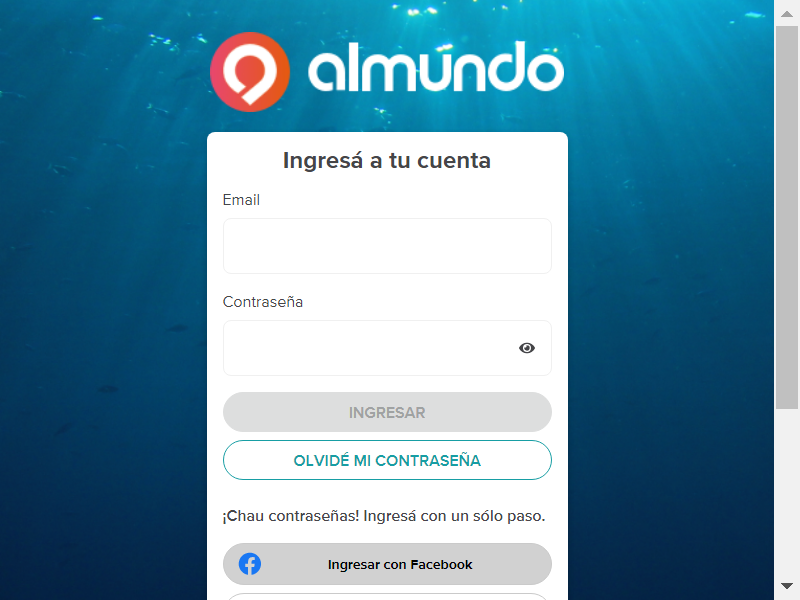 almundo
Ingresá a tu cuenta
Email
Contraseña
INGRESAR
OLVIDÉ MI CONTRASEÑA
¡Chau contraseñas! Ingresá con un sólo paso.
Ingresar con Facebook